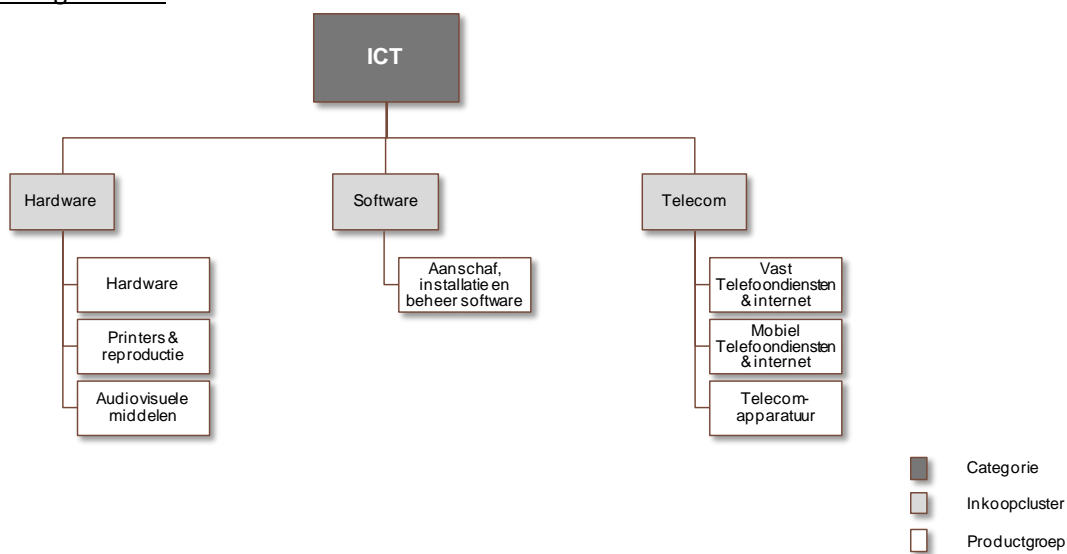 ICT
Hardware
Software
Telecom
Hardware
Aanschaf,
installatie en
beheer software
Vast
Telefoondiensten
& internet
Printers &
reproductie
Mobiel
Telefoondiensten
& internet
Audiovisuele
middelen
Telecom-
apparatuur
Categorie
Inkoopcluster
Productgroep